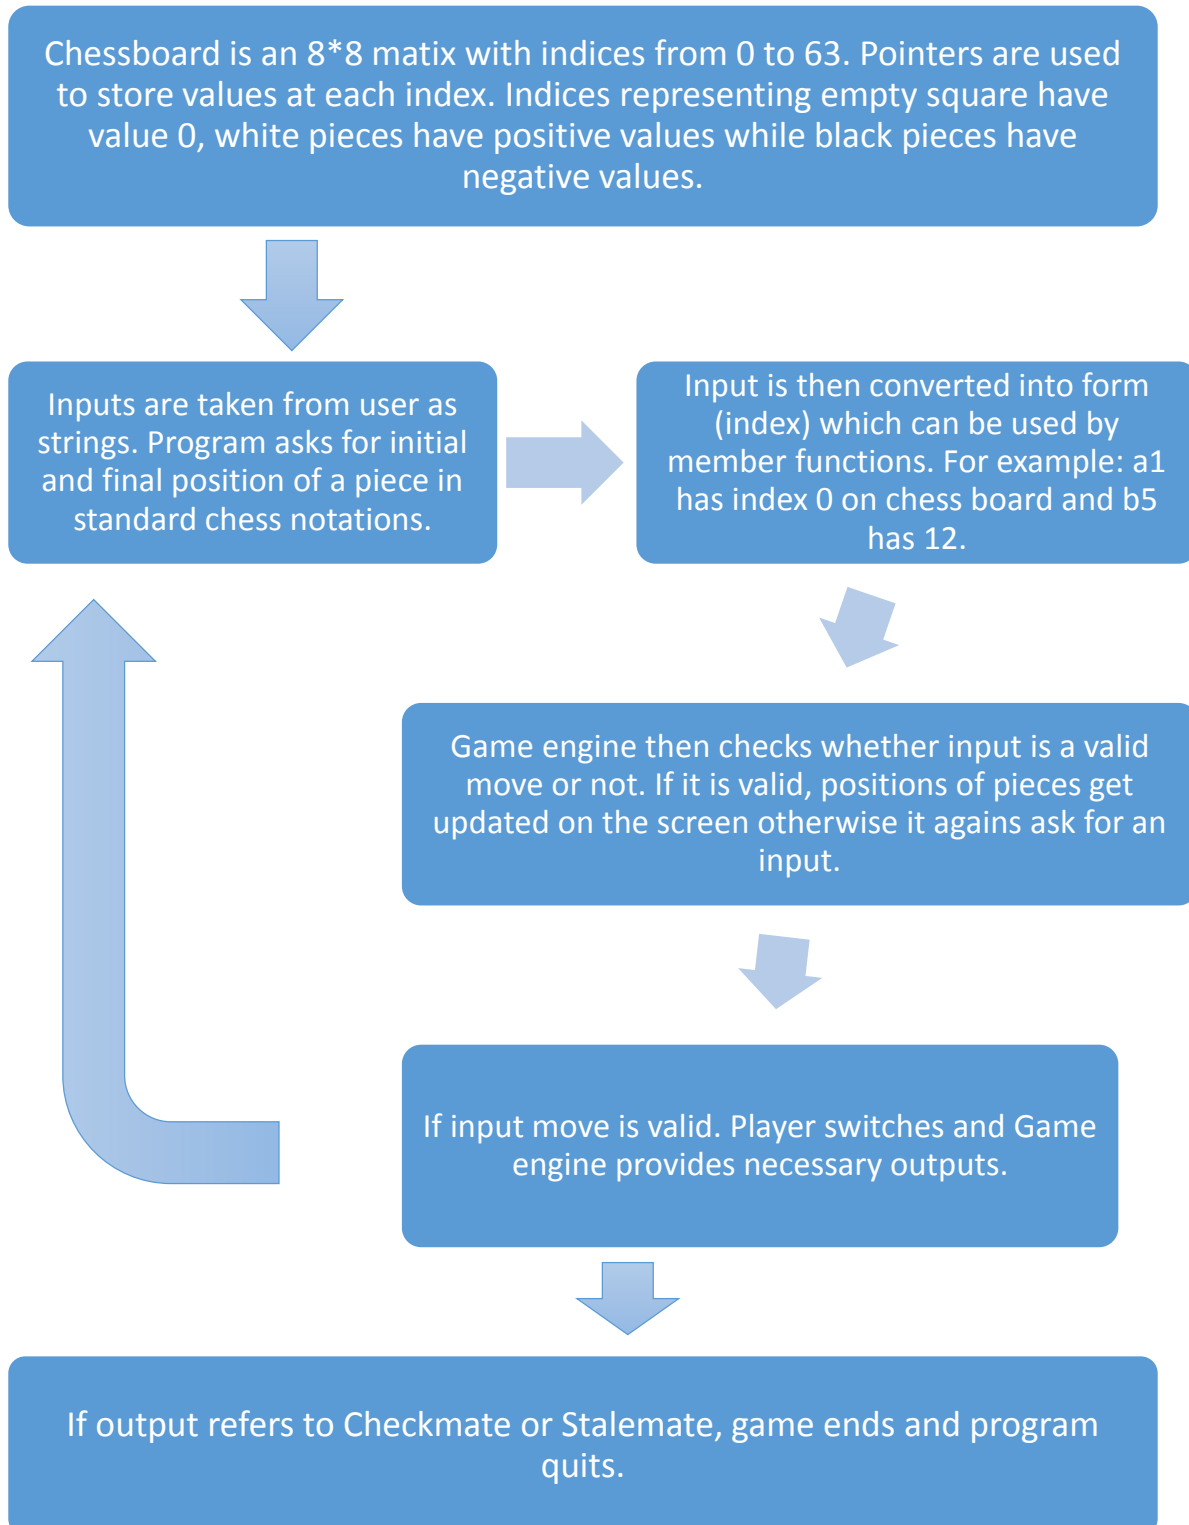 Chessboard is an 8*8 matix with indices from 0 to 63. Pointers are used
to store values at each index. Indices representing empty square have
value 0, white pieces have positive values while black pieces have
negative values.
Inputs are taken from user as
strings. Program asks for initial
and final position of a piece in
standard chess notations.
Input is then converted into form
(index) which can be used by
member functions. For example: a1
has index 0 on chess board and b5
has 12.
Game engine then checks whether input is a valid
move or not. If it is valid, positions of pieces get
updated on the screen otherwise it agains ask for an
input.
If input move is valid. Player switches and Game
engine provides necessary outputs.
If output refers to Checkmate or Stalemate, game ends and program
quits.